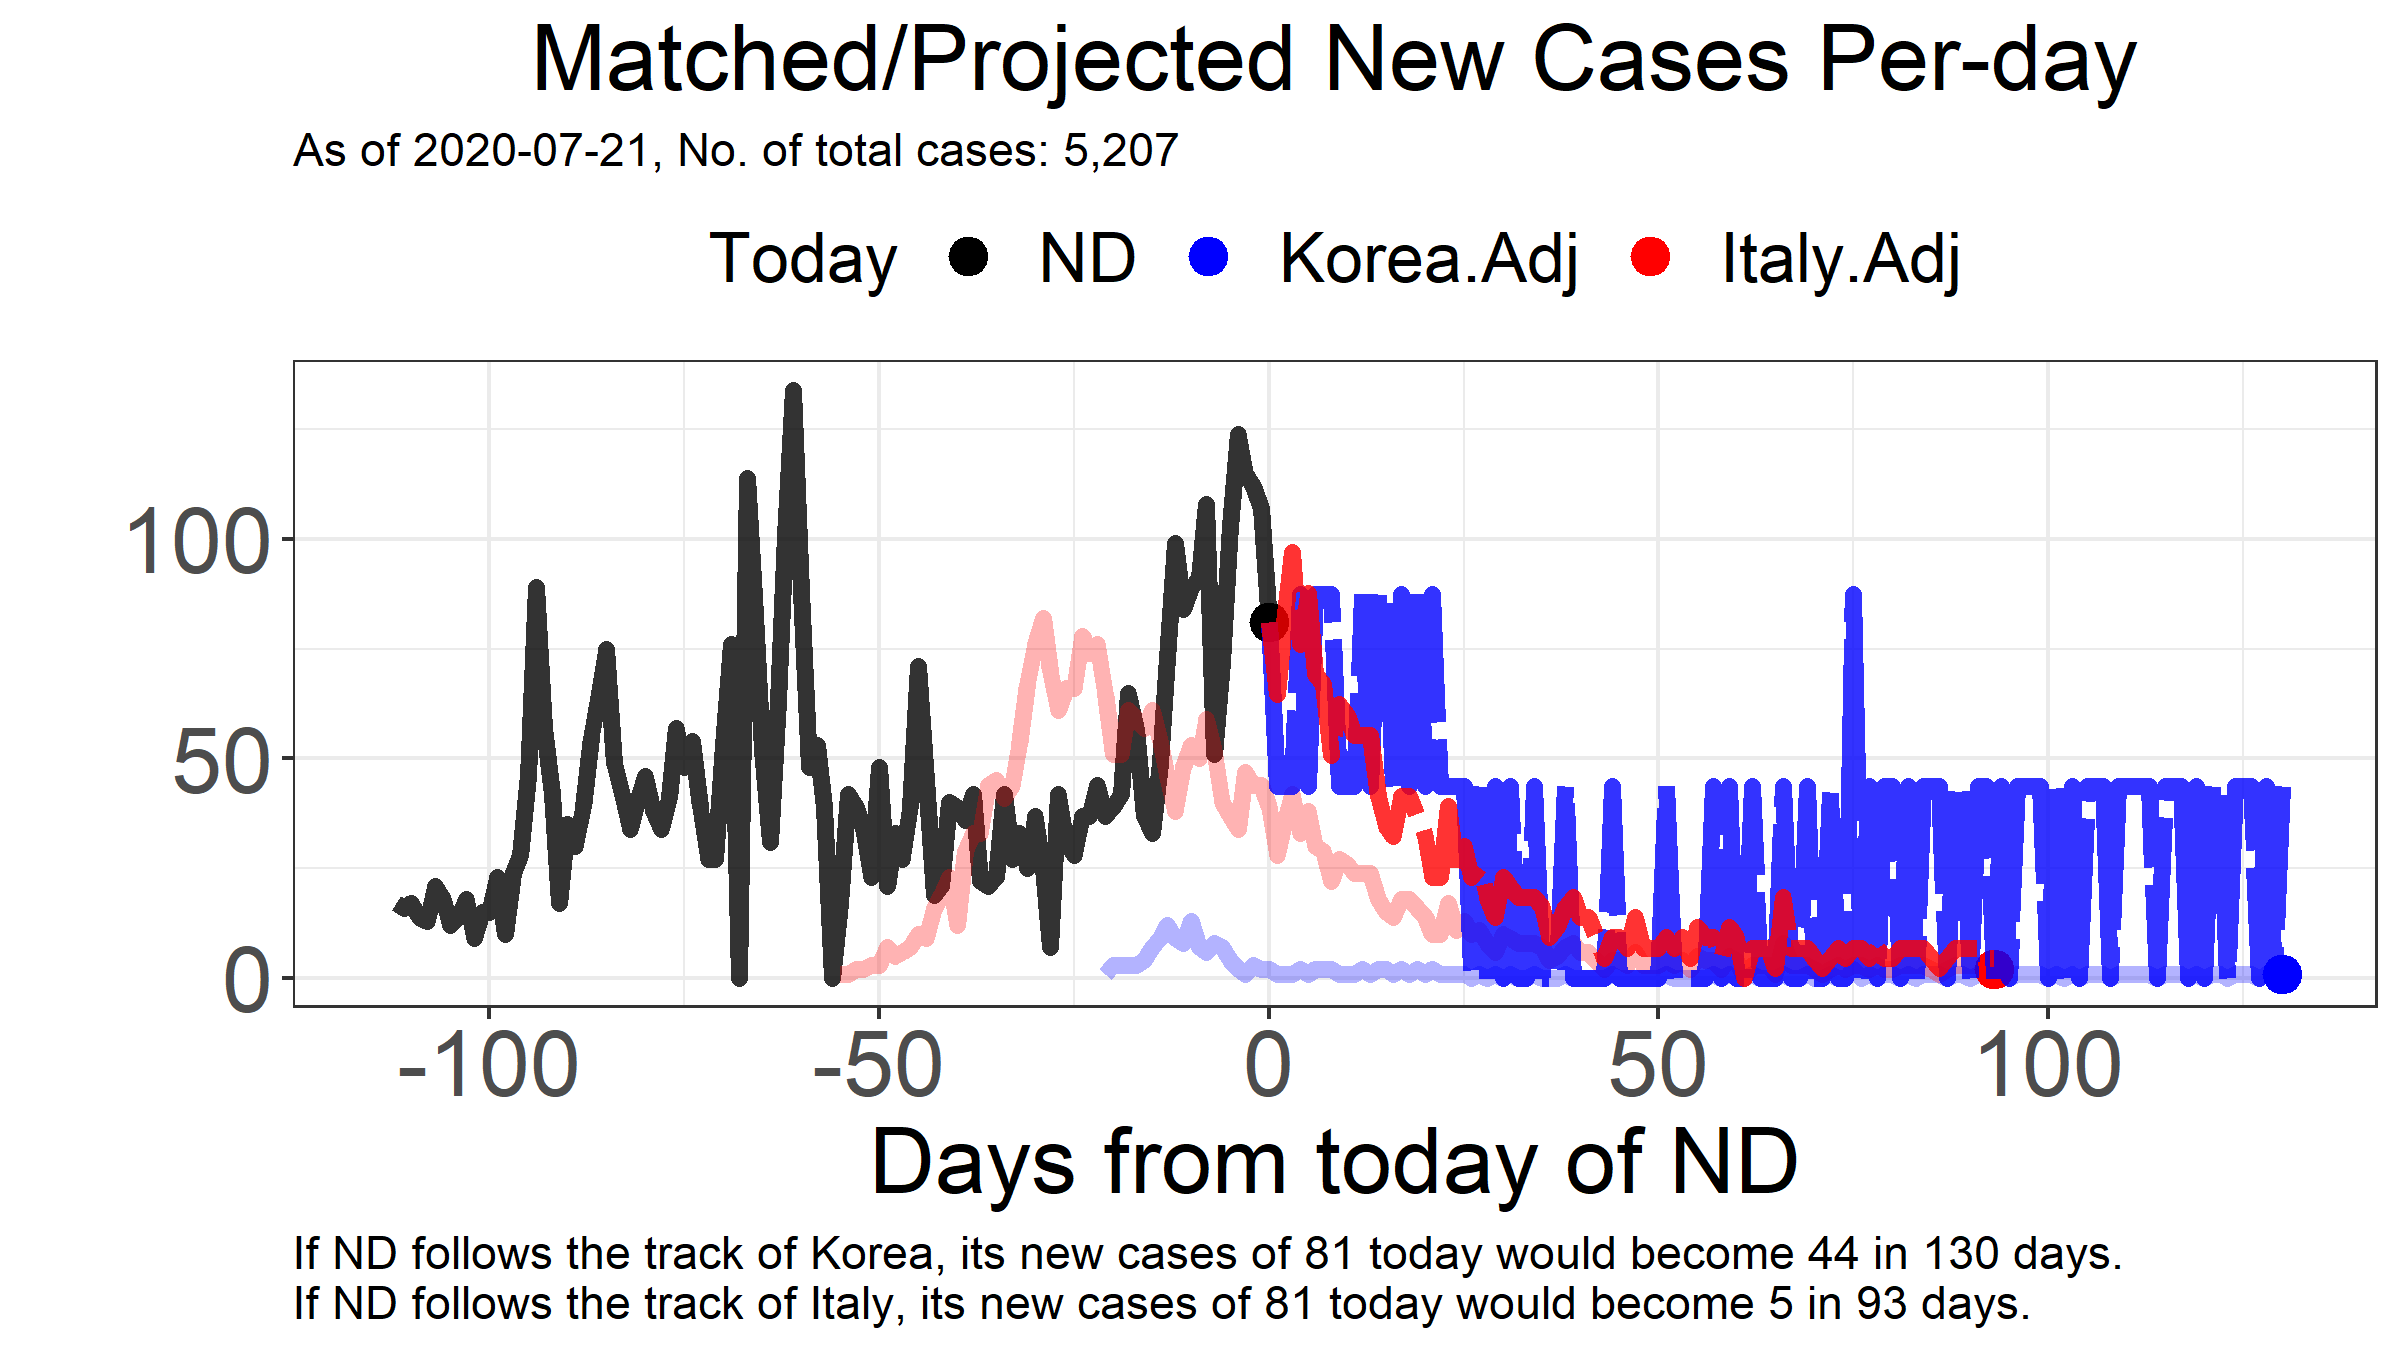 Matched/Projected New Cases Per-day
As of 2020-07-21, No. of total cases: 5,207
Today ND Korea.Adj Italy.Adj
100
50
0
-100 -50 0 50 100
Days from today of ND
If ND follows the track of Korea, its new cases of 81 today would become 44 in 130 days.
If ND follows the track of Italy, its new cases of 81 today would become 5 in 93 days.